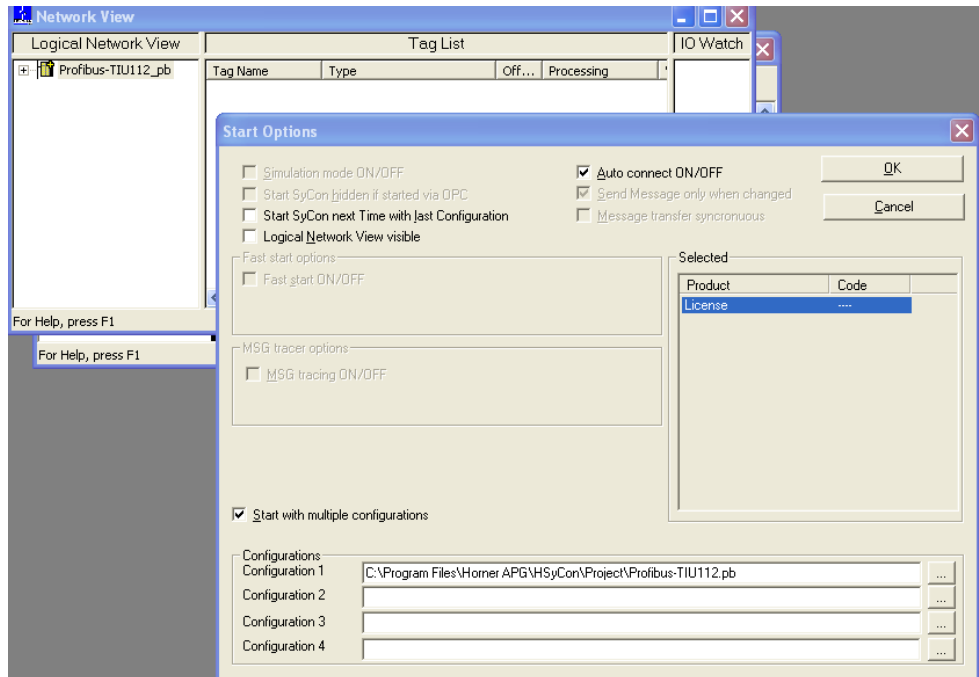 Network View
Logical Network View
Tag List
IO Watch
Profibus-TIU112_pb
Tag Name Type Off... Processing
For Help, press F1
For Help, press F1
Start Options
Simulation mode ON/OFF
Start SyCon hidden if started via OPC
Start SyCon next Time with last Configuration
Logical Network View visible
Auto connect ON/OFF
Send Message only when changed
Message transfer syncronuous
OK
Cancel
Fast start options
Fast start ON/OFF
MSG tracer options
MSG tracing ON/OFF
Selected
Product Code
License ----
Start with multiple configurations
Configurations
Configuration 1 C:\Program Files\Horner APG\HSyCon\Project\Profibus-TIU112.pb ...
Configuration 2 ...
Configuration 3 ...
Configuration 4 ...